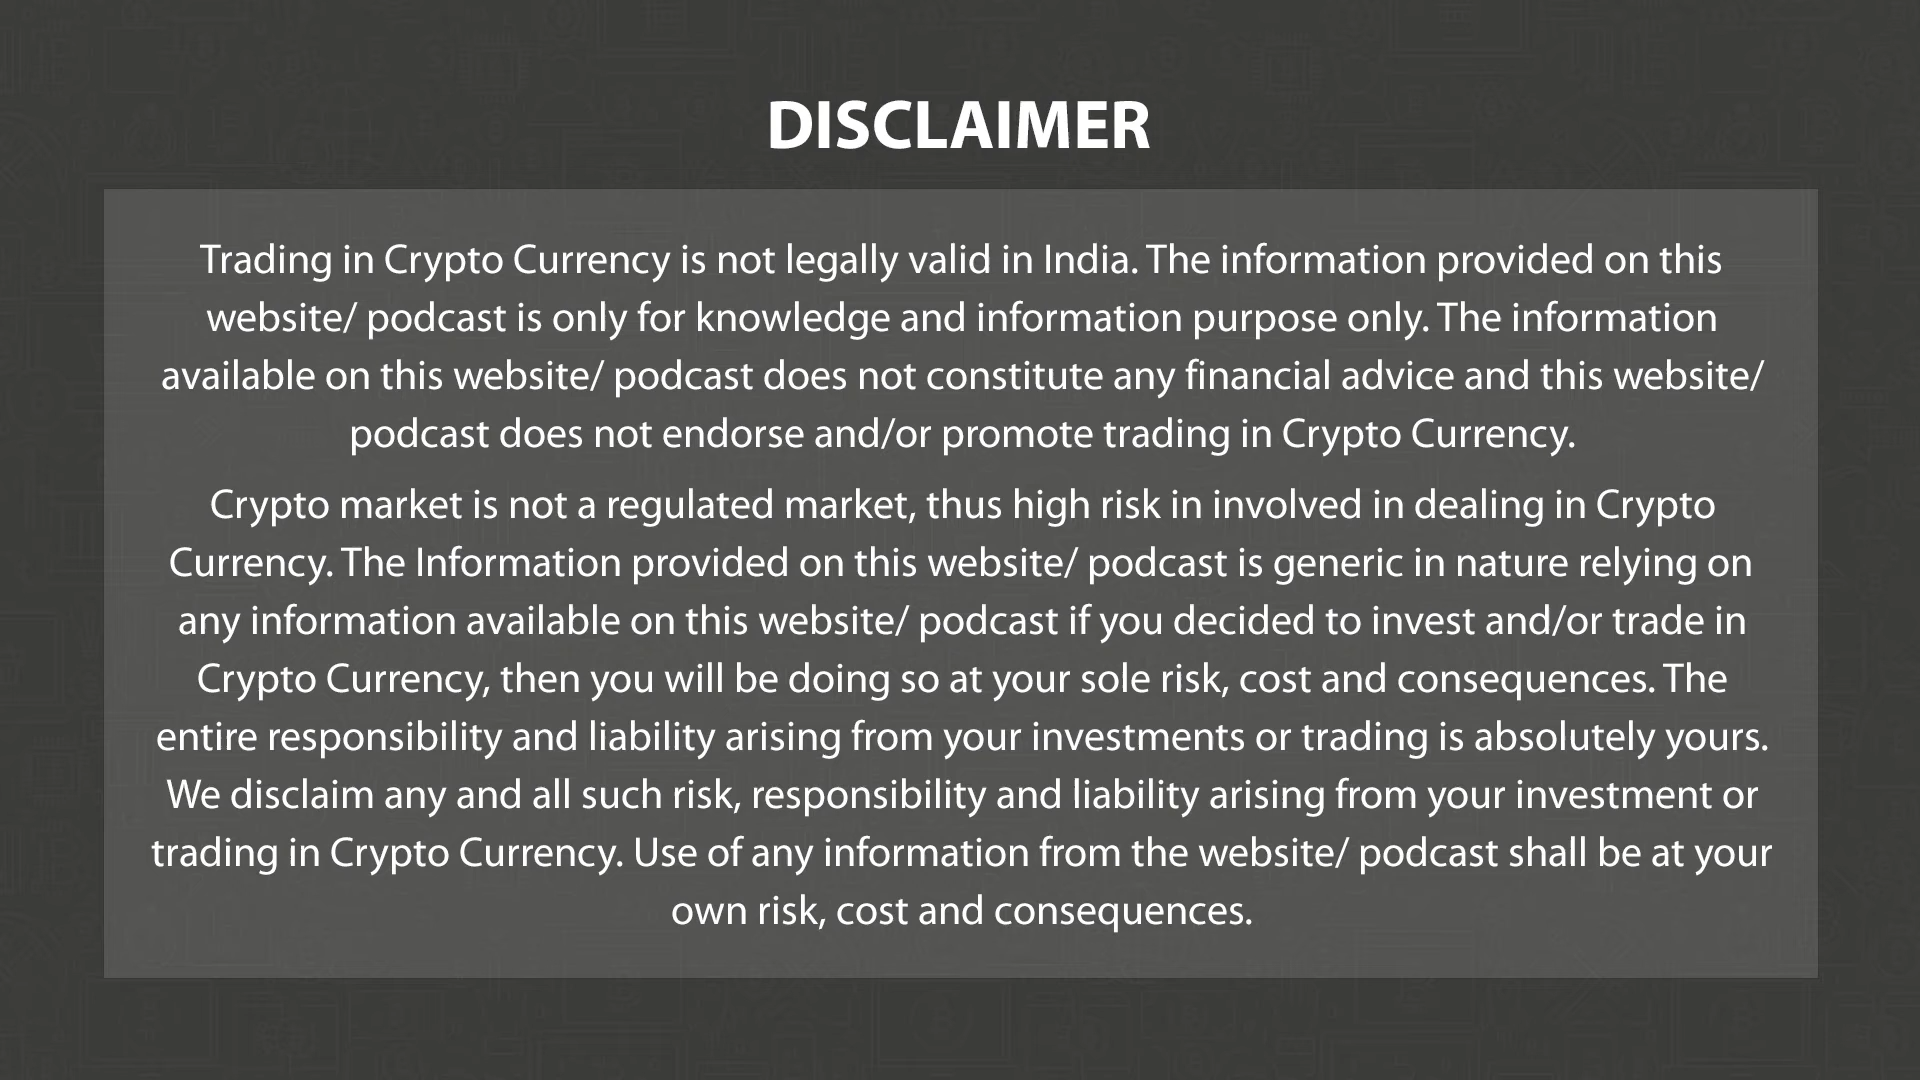 DISCLAIMER
Trading in Crypto Currency is not legally valid in India. The information provided on this
website/ podcast is only for knowledge and information purpose only. The information
available on this website/ podcast does not constitute any financial advice and this website/
podcast does not endorse and/or promote trading in Crypto Currency.
Crypto market is not a regulated market, thus high risk in involved in dealing in Crypto
Currency. The Information provided on this website/ podcast is generic in nature relying on
any information available on this website/ podcast if you decided to invest and/or trade in
Crypto Currency, then you will be doing so at your sole risk, cost and consequences. The
entire responsibility and liability arising from your investments or trading is absolutely yours.
We disclaim any and all such risk, responsibility and liability arising from your investment or
trading in Crypto Currency. Use of any information from the website/ podcast shall be at your
own risk, cost and consequences.